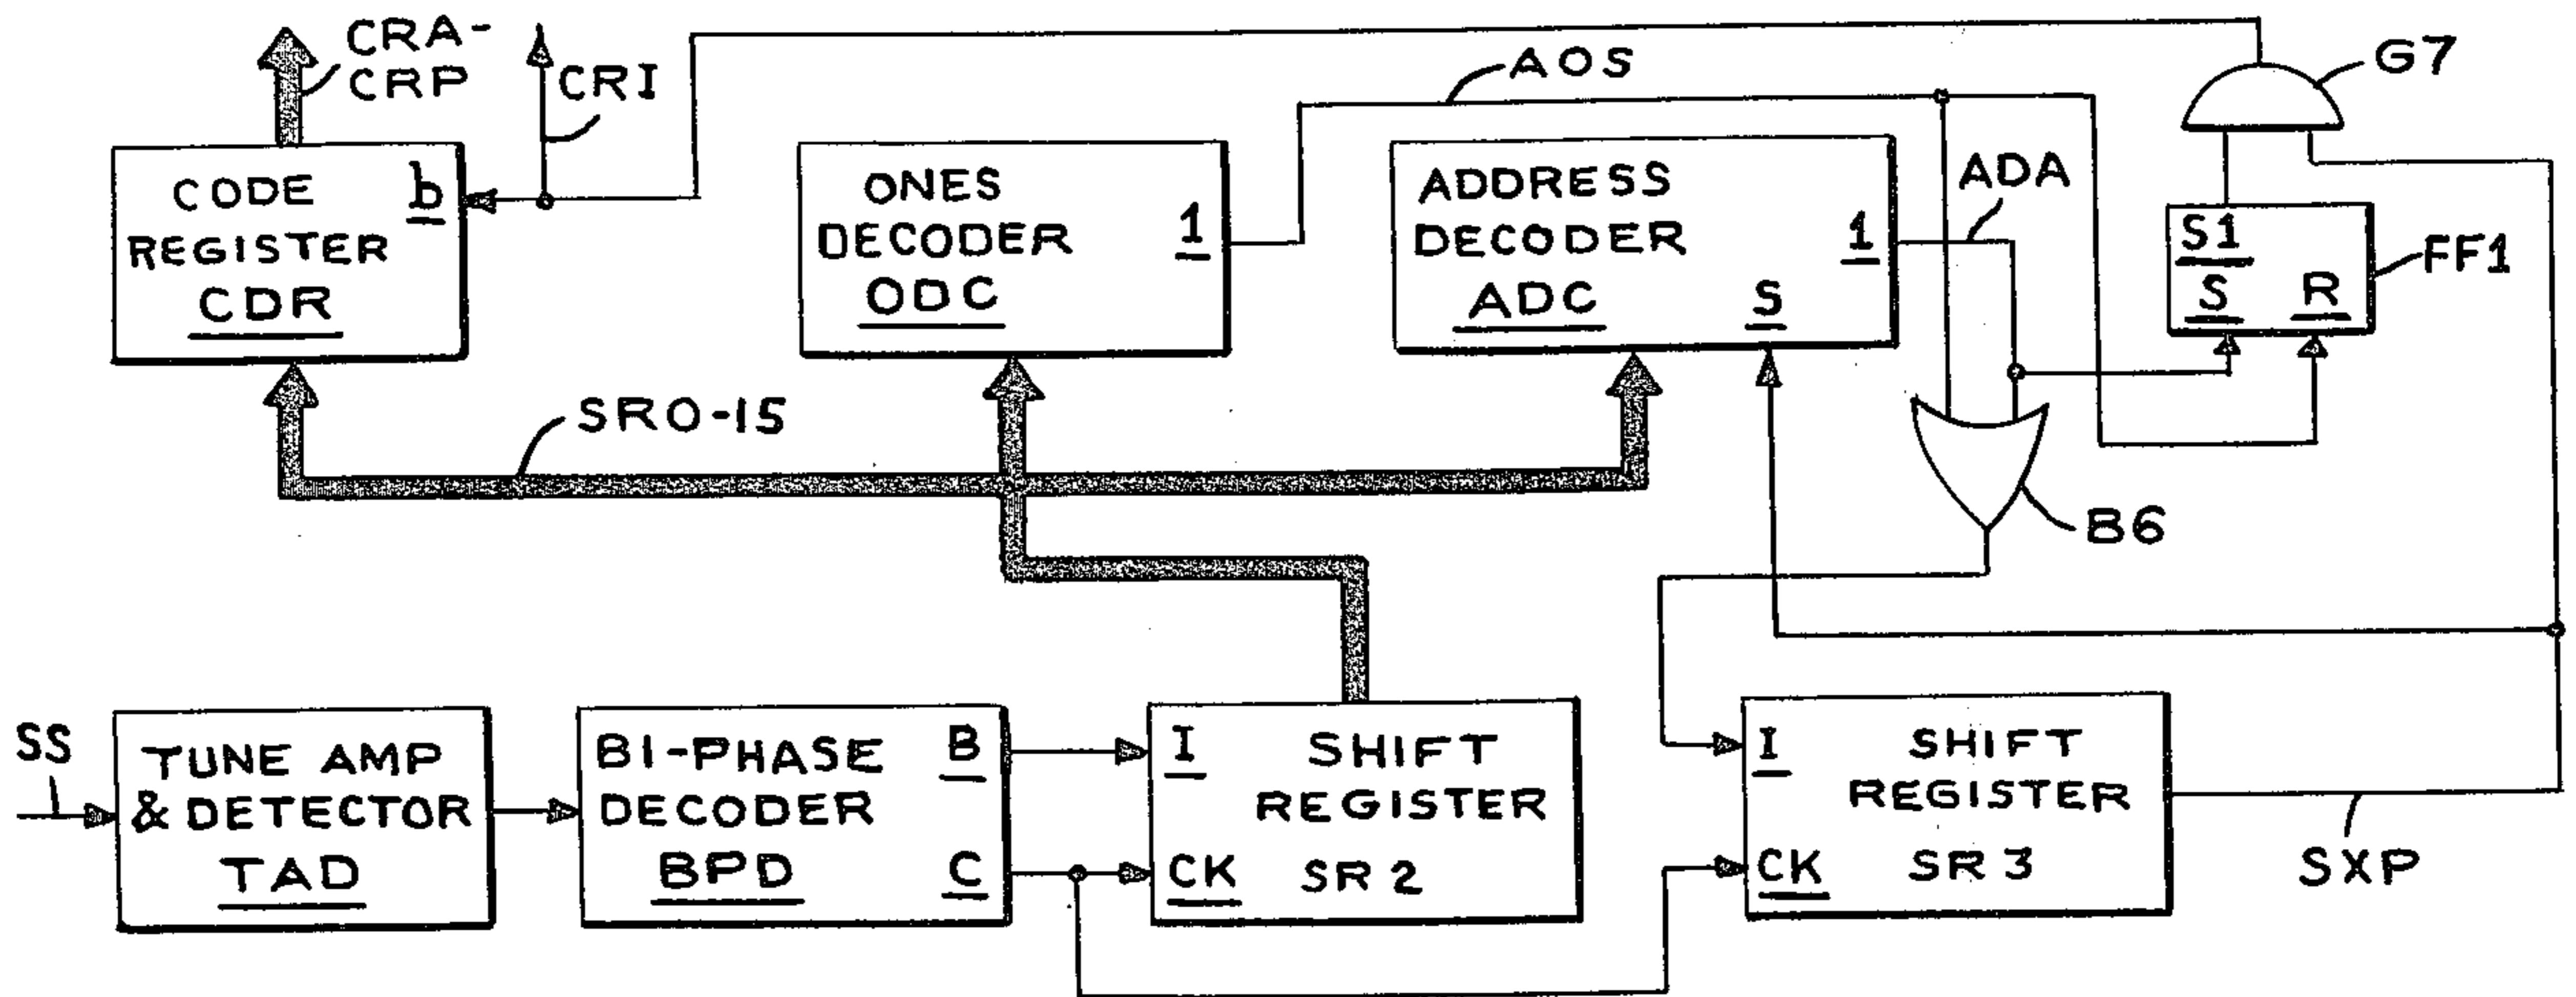 CRA-
CRP
CRI
AOS
G7
CODE
REGISTER
CDR
b
ONES
DECODER
ODC
1
ADDRESS
DECODER
ADC
1
S
ADA
S1
S
R
FF1
SRO-15
B6
SS
TUNE AMP
& DETECTOR
TAD
BI-PHASE
DECODER
BPD
B
C
I
SHIFT
REGISTER
CK
SR 2
I
SHIFT
REGISTER
CK
SR 3
SXP